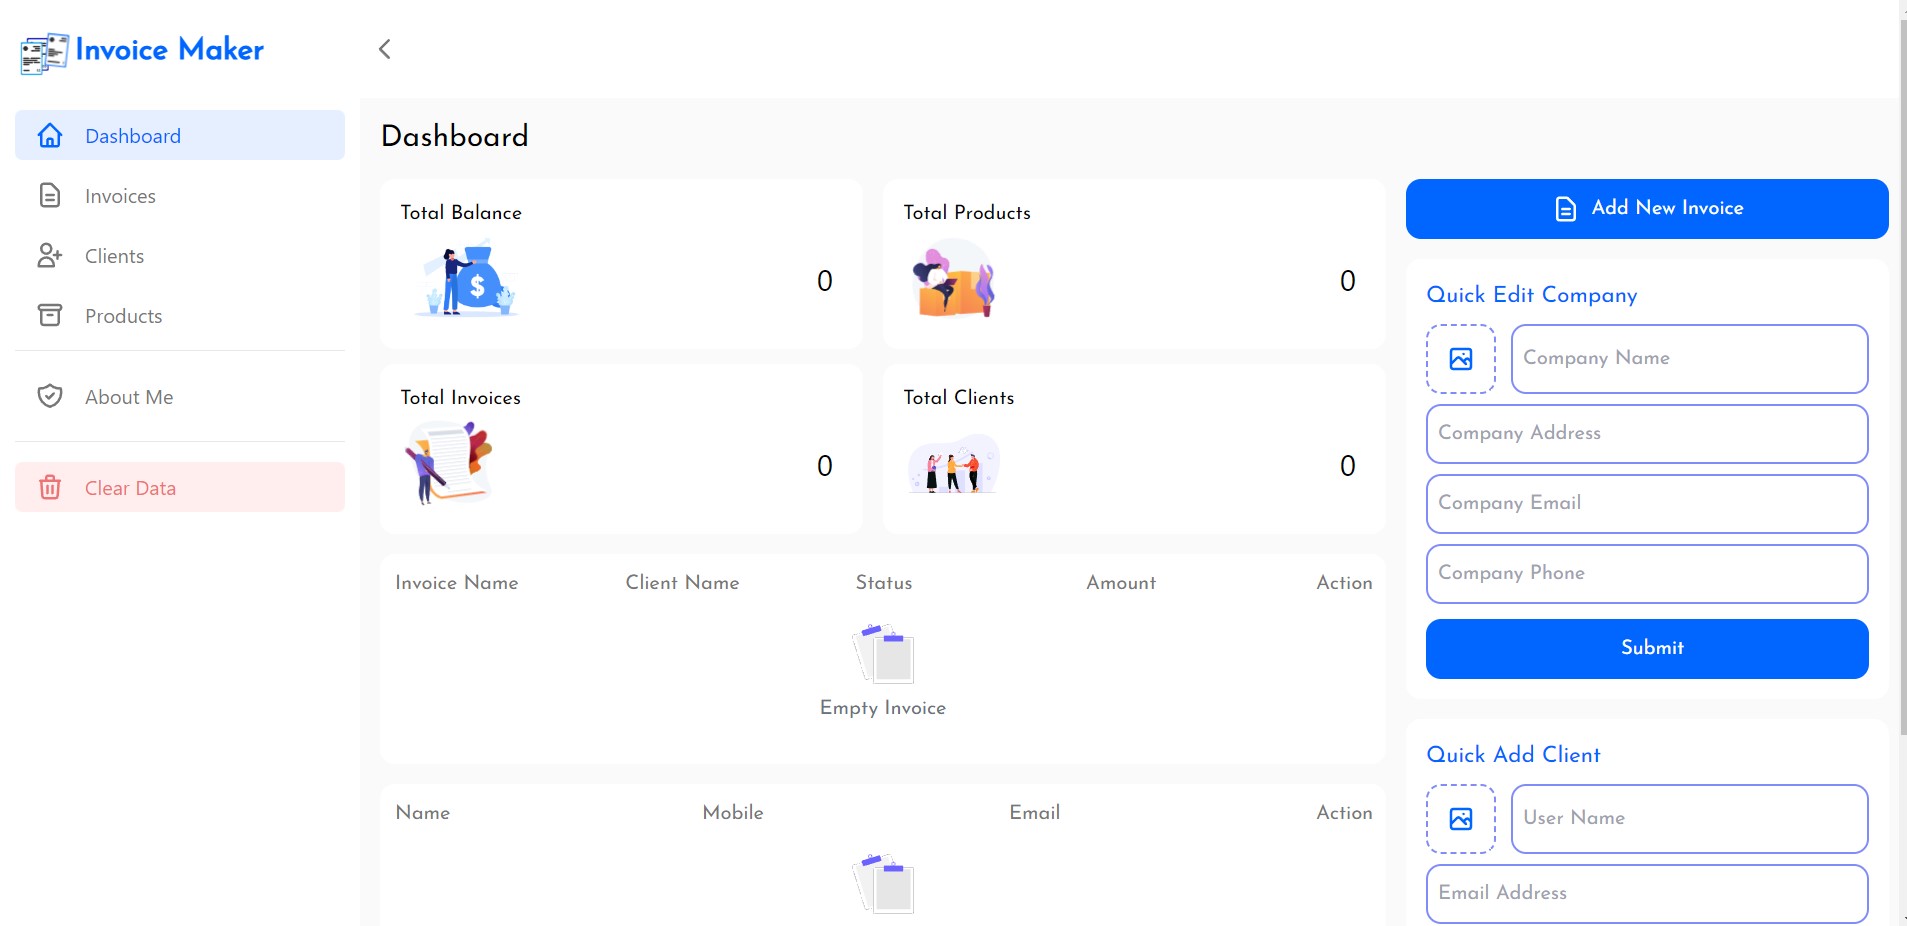 Invoice Maker
Dashboard
Invoices
Clients
Products
About Me
Clear Data
Dashboard
Total Balance
$
0
Total Products
0
Total Invoices
0
Total Clients
0
Invoice Name Client Name Status Amount Action
Empty Invoice
Name Mobile Email Action
Add New Invoice
Quick Edit Company
Company Name
Company Address
Company Email
Company Phone
Submit
Quick Add Client
User Name
Email Address